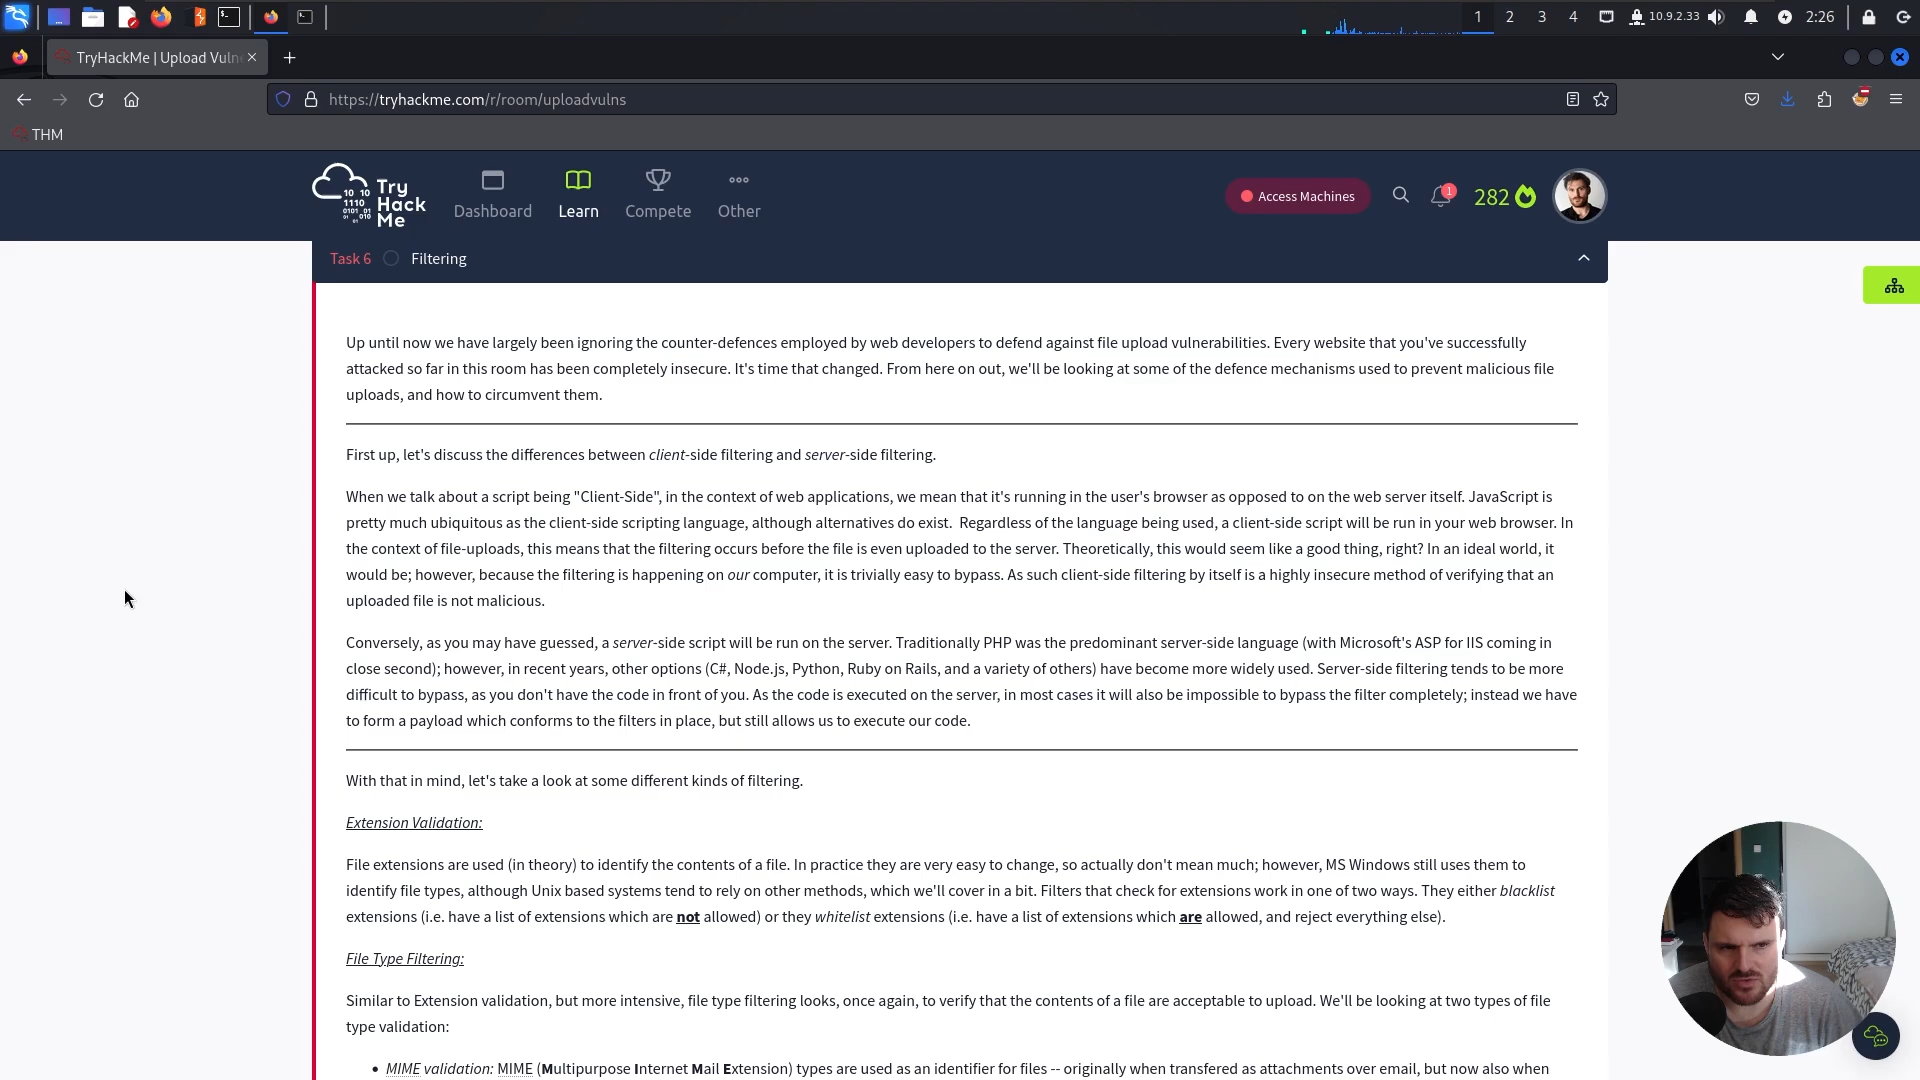 1 2 3 4 10.9.2.33 2:26
TryHackMe | Upload Vuln
https://tryhackme.com/r/room/uploadvulns
THM
Try Hack Me
10 10
1110
0101 01
01 010
Dashboard
Learn
Compete
Other
Access Machines
1
282
Task 6 Filtering
Up until now we have largely been ignoring the counter-defences employed by web developers to defend against file upload vulnerabilities. Every website that you've successfully
attacked so far in this room has been completely insecure. It's time that changed. From here on out, we'll be looking at some of the defence mechanisms used to prevent malicious file
uploads, and how to circumvent them.
First up, let's discuss the differences between client-side filtering and server-side filtering.
When we talk about a script being "Client-Side", in the context of web applications, we mean that it's running in the user's browser as opposed to on the web server itself. JavaScript is
pretty much ubiquitous as the client-side scripting language, although alternatives do exist.  Regardless of the language being used, a client-side script will be run in your web browser. In
the context of file-uploads, this means that the filtering occurs before the file is even uploaded to the server. Theoretically, this would seem like a good thing, right? In an ideal world, it
would be; however, because the filtering is happening on our computer, it is trivially easy to bypass. As such client-side filtering by itself is a highly insecure method of verifying that an
uploaded file is not malicious.
Conversely, as you may have guessed, a server-side script will be run on the server. Traditionally PHP was the predominant server-side language (with Microsoft's ASP for IIS coming in
close second); however, in recent years, other options (C#, Node.js, Python, Ruby on Rails, and a variety of others) have become more widely used. Server-side filtering tends to be more
difficult to bypass, as you don't have the code in front of you. As the code is executed on the server, in most cases it will also be impossible to bypass the filter completely; instead we have
to form a payload which conforms to the filters in place, but still allows us to execute our code.
With that in mind, let's take a look at some different kinds of filtering.
Extension Validation:
File extensions are used (in theory) to identify the contents of a file. In practice they are very easy to change, so actually don't mean much; however, MS Windows still uses them to
identify file types, although Unix based systems tend to rely on other methods, which we'll cover in a bit. Filters that check for extensions work in one of two ways. They either blacklist
extensions (i.e. have a list of extensions which are not allowed) or they whitelist extensions (i.e. have a list of extensions which are allowed, and reject everything else).
File Type Filtering:
Similar to Extension validation, but more intensive, file type filtering looks, once again, to verify that the contents of a file are acceptable to upload. We'll be looking at two types of file
type validation:
• MIME validation: MIME (Multipurpose Internet Mail Extension) types are used as an identifier for files -- originally when transfered as attachments over email, but now also when